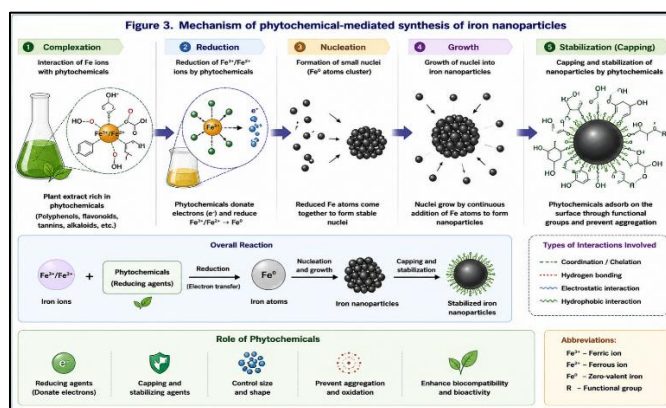 Figure 3. Mechanism of phytochemical-mediated synthesis of iron nanoparticles
1 Complexation
Interaction of Fe ions
with phytochemicals
Plant extract rich in
phytochemicals
(Polyphenols, flavonoids,
tannins, alkaloids, etc.)
2 Reduction
Reduction of Fe³⁺/Fe²⁺
ions by phytochemicals
Fe⁰
e⁻
Phytochemicals donate
electrons (e⁻) and reduce
Fe³⁺/Fe²⁺ → Fe⁰
3 Nucleation
Formation of small nuclei
(Fe⁰ atoms cluster)
Reduced Fe atoms come
together to form stable
nuclei
4 Growth
Growth of nuclei into
iron nanoparticles
Nuclei grow by continuous
addition of Fe atoms to form
nanoparticles
5 Stabilization (Capping)
Capping and stabilization of
nanoparticles by phytochemicals
Phytochemicals adsorb on
the surface through functional
groups and prevent aggregation
Overall Reaction
Fe³⁺/Fe²⁺
Iron ions
+
Phytochemicals
(Reducing agents)
Reduction
(Electron transfer)
Fe⁰
Iron atoms
Nucleation
and growth
Iron nanoparticles
Capping and
stabilization
Stabilized iron
nanoparticles
Types of Interactions Involved
Coordination / Chelation
Hydrogen bonding
Electrostatic interaction
Hydrophobic interaction
Role of Phytochemicals
e⁻
Reducing agents
(Donate electrons)
Capping and
stabilizing agents
Control size
and shape
Prevent aggregation
and oxidation
Enhance biocompatibility
and bioactivity
Abbreviations:
Fe³⁺ – Ferric ion
Fe²⁺ – Ferrous ion
Fe⁰ – Zero-valent iron
R – Functional group